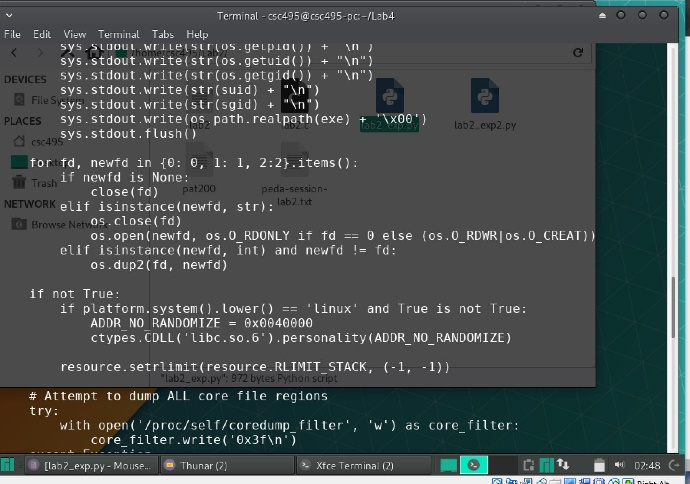 Terminal - csc495@csc495-pc:~/Lab4
File Edit View Terminal Tabs Help
sys.stdout.write(str(os.getpid()) + "\n")
sys.stdout.write(str(os.getuid()) + "\n")
sys.stdout.write(str(os.getgid()) + "\n")
sys.stdout.write(str(suid) + "\n")
sys.stdout.write(str(sgid) + "\n")
sys.stdout.write(os.path.realpath(exe) + '\x00')
sys.stdout.flush()
for fd, newfd in {0: 0, 1: 1, 2:2}.items():
if newfd is None:
close(fd)
elif isinstance(newfd, str):
os.close(fd)
os.open(newfd, os.O_RDONLY if fd == 0 else (os.O_RDWR|os.O_CREAT))
elif isinstance(newfd, int) and newfd != fd:
os.dup2(fd, newfd)
if not True:
if platform.system().lower() == 'linux' and True is not True:
ADDR_NO_RANDOMIZE = 0x0040000
ctypes.CDLL('libc.so.6').personality(ADDR_NO_RANDOMIZE)
resource.setrlimit(resource.RLIMIT_STACK, (-1, -1))
# Attempt to dump ALL core file regions
try:
with open('/proc/self/coredump_filter', 'w') as core_filter:
core_filter.write('0x3f\n')
except Exception
DEVICES
File System
PLACES
csc495
Trash
NETWORK
Browse Network
lab2
lab2.c
lab2_exp.py
lab2_exp2.py
pat200
peda-session-
lab2.txt
"lab2_exp.py": 972 bytes Python script
[lab2_exp.py - Mouse...
Thunar (2)
Xfce Terminal (2)
02:48